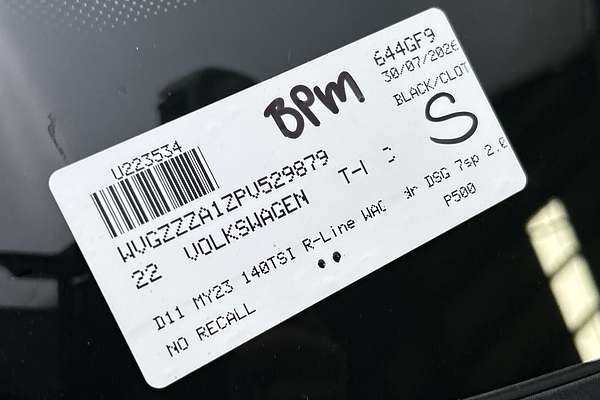 BPM
644GF9
30/07/2026
BLACK/CLOT
S
U223534
WVGZZZA1ZPV529879
22 VOLKSWAGEN T-
D11 MY23 140TSI R-Line DSG 7sp 2.0
NO RECALL
P500